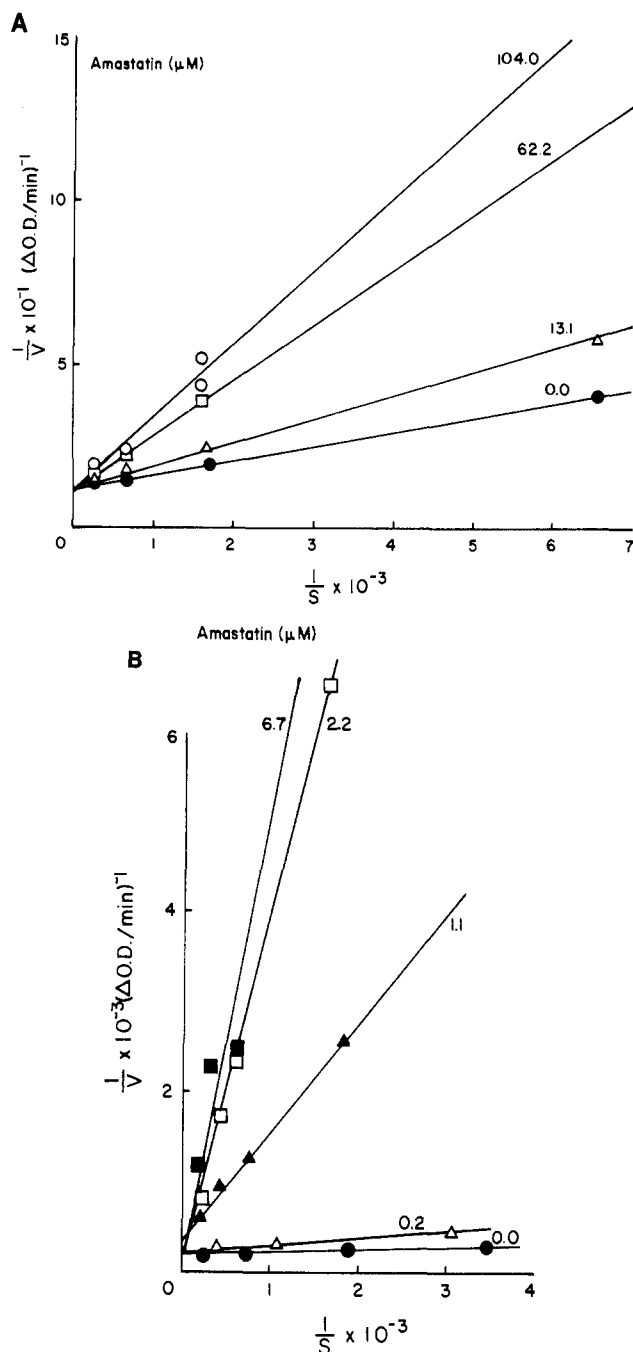 A
Amastatin (μM)
15
10
5
0
1/V × 10⁻¹ (ΔO.D./min)⁻¹
104.0
62.2
13.1
0.0
1 2 3 4 5 6 7
1/S × 10⁻³
Amastatin (μM)
B
6
4
2
0
1/V × 10⁻³ (ΔO.D./min)⁻¹
6.7
2.2
1.1
0.2
0.0
1 2 3 4
1/S × 10⁻³